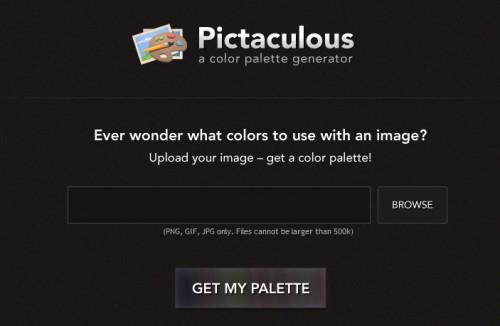 Pictaculous
a color palette generator
Ever wonder what colors to use with an image?
Upload your image – get a color palette!
BROWSE
(PNG, GIF, JPG only. Files cannot be larger than 500k)
GET MY PALETTE